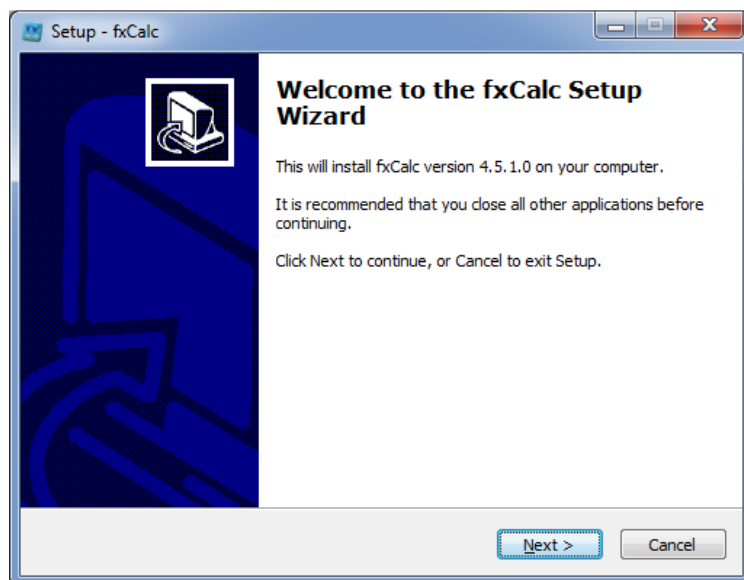 Setup - fxCalc
Welcome to the fxCalc Setup
Wizard
This will install fxCalc version 4.5.1.0 on your computer.
It is recommended that you close all other applications before
continuing.
Click Next to continue, or Cancel to exit Setup.
Next >
Cancel